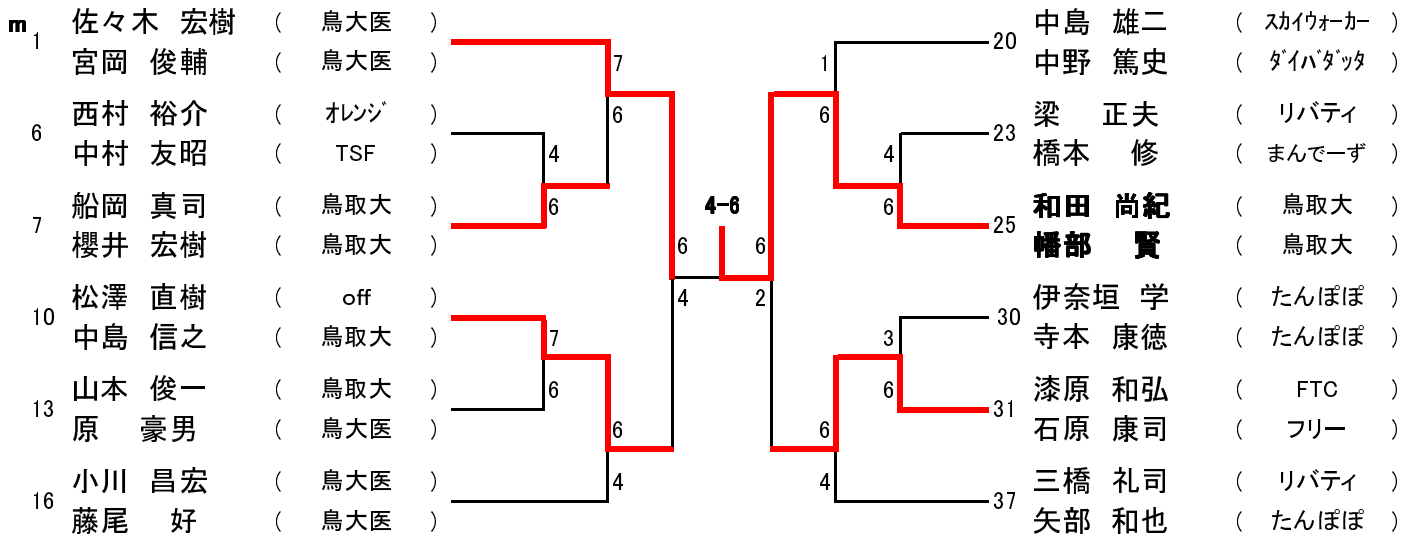 m 1 佐々木 宏樹 ( 鳥大医 )
宮岡 俊輔 ( 鳥大医 )
6 西村 裕介 ( オレンジ )
中村 友昭 ( TSF )
7 船岡 真司 ( 鳥取大 )
櫻井 宏樹 ( 鳥取大 )
10 松澤 直樹 ( off )
中島 信之 ( 鳥取大 )
13 山本 俊一 ( 鳥取大 )
原 豪男 ( 鳥大医 )
16 小川 昌宏 ( 鳥大医 )
藤尾 好 ( 鳥大医 )
7
6
4
6
7
6
6
4
6
4
4-6
6
2
1
6
4
6
3
6
6
4
20 中島 雄二 ( スカイウォーカー )
中野 篤史 ( ダイバダッタ )
23 梁 正夫 ( リバティ )
橋本 修 ( まんでーず )
25 和田 尚紀 ( 鳥取大 )
幡部 賢 ( 鳥取大 )
30 伊奈垣 学 ( たんぽぽ )
寺本 康徳 ( たんぽぽ )
31 漆原 和弘 ( FTC )
石原 康司 ( フリー )
37 三橋 礼司 ( リバティ )
矢部 和也 ( たんぽぽ )